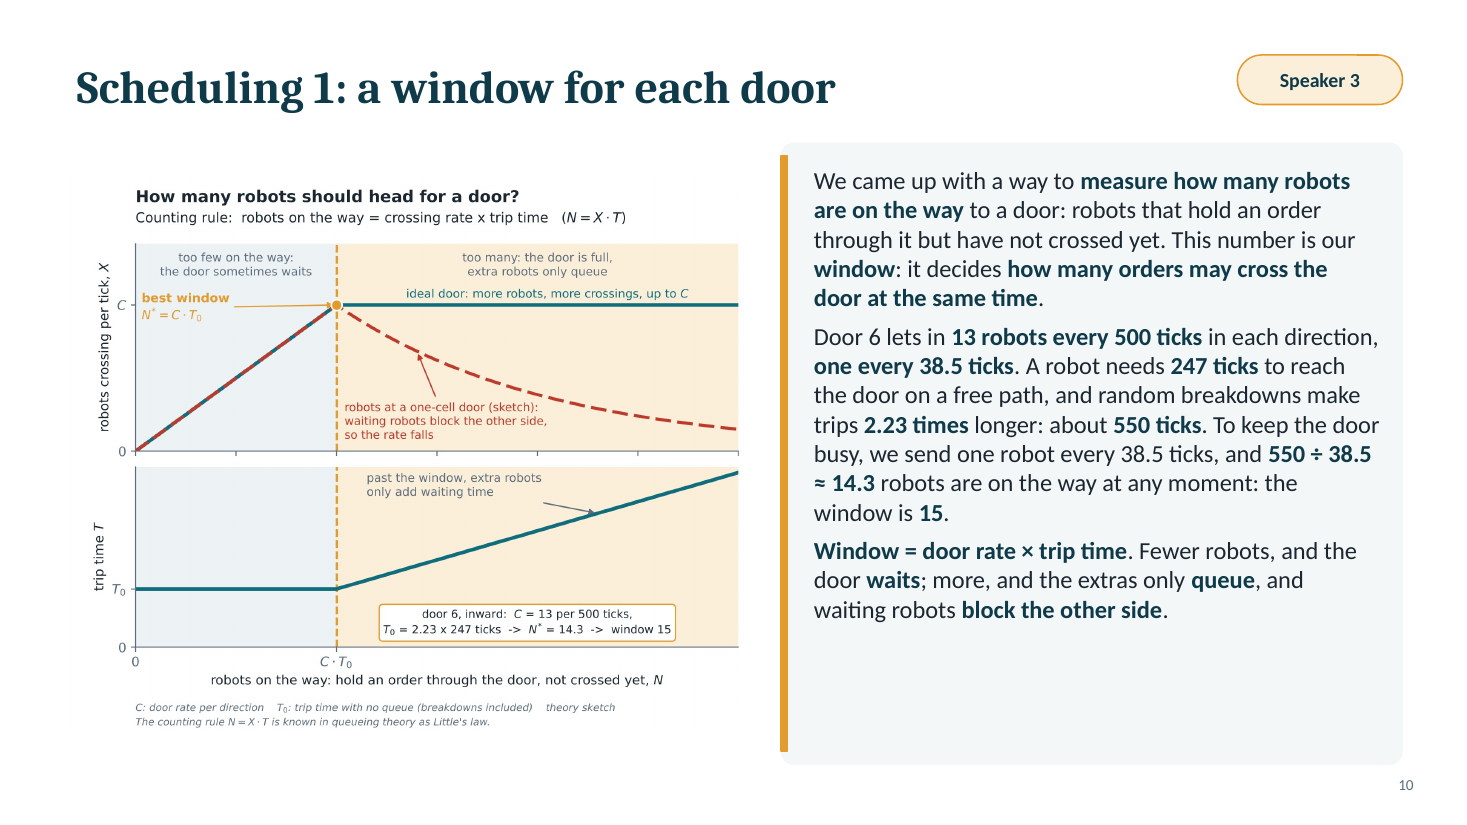 Scheduling 1: a window for each door
Speaker 3
How many robots should head for a door?
Counting rule:  robots on the way = crossing rate x trip time   (N = X · T)
too few on the way:
the door sometimes waits
too many: the door is full,
extra robots only queue
best window
N* = C · T₀
ideal door: more robots, more crossings, up to C
robots at a one-cell door (sketch):
waiting robots block the other side,
so the rate falls
robots crossing per tick, X
C
0
past the window, extra robots
only add waiting time
trip time T
T₀
0
door 6, inward:  C = 13 per 500 ticks,
T₀ = 2.23 x 247 ticks  ->  N* = 14.3  ->  window 15
0
C · T₀
robots on the way: hold an order through the door, not crossed yet, N
C: door rate per direction    T₀: trip time with no queue (breakdowns included)    theory sketch
The counting rule N = X · T is known in queueing theory as Little's law.
We came up with a way to measure how many robots
are on the way to a door: robots that hold an order
through it but have not crossed yet. This number is our
window: it decides how many orders may cross the
door at the same time.
Door 6 lets in 13 robots every 500 ticks in each direction,
one every 38.5 ticks. A robot needs 247 ticks to reach
the door on a free path, and random breakdowns make
trips 2.23 times longer: about 550 ticks. To keep the door
busy, we send one robot every 38.5 ticks, and 550 ÷ 38.5
≈ 14.3 robots are on the way at any moment: the
window is 15.
Window = door rate × trip time. Fewer robots, and the
door waits; more, and the extras only queue, and
waiting robots block the other side.
10